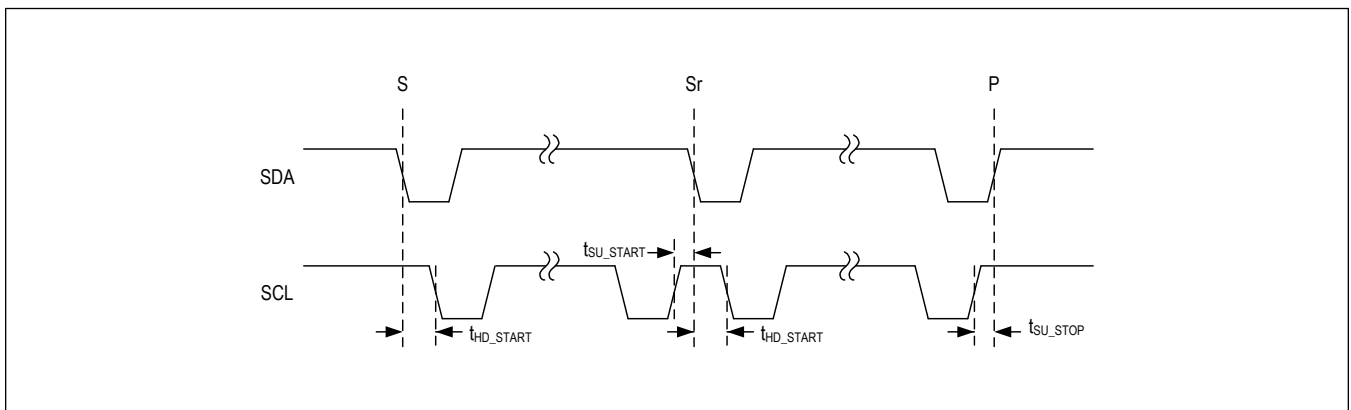 S Sr P
SDA
tSU_START
SCL
tHD_START tHD_START tSU_STOP